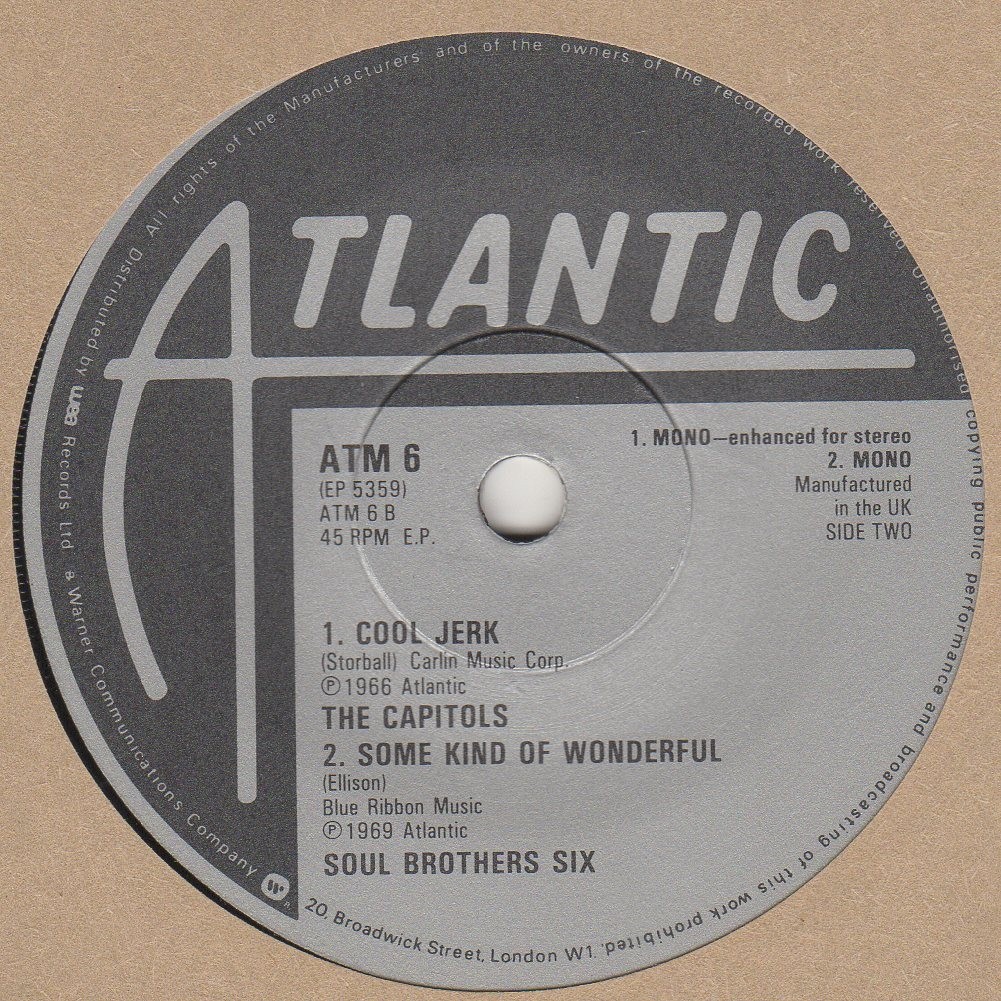 Distributed by wea Records Ltd a Warner Communications Company
All rights of the Manufacturers and of the owners of the recorded work reserved. Unauthorised copying public performance and broadcasting of this work prohibited.
20, Broadwick Street, London W1.
ATLANTIC
ATM 6
(EP 5359)
ATM 6 B
45 RPM E.P.
1. MONO—enhanced for stereo
2. MONO
Manufactured
in the UK
SIDE TWO
1. COOL JERK
(Storball) Carlin Music Corp.
℗1966 Atlantic
THE CAPITOLS
2. SOME KIND OF WONDERFUL
(Ellison)
Blue Ribbon Music
℗1969 Atlantic
SOUL BROTHERS SIX